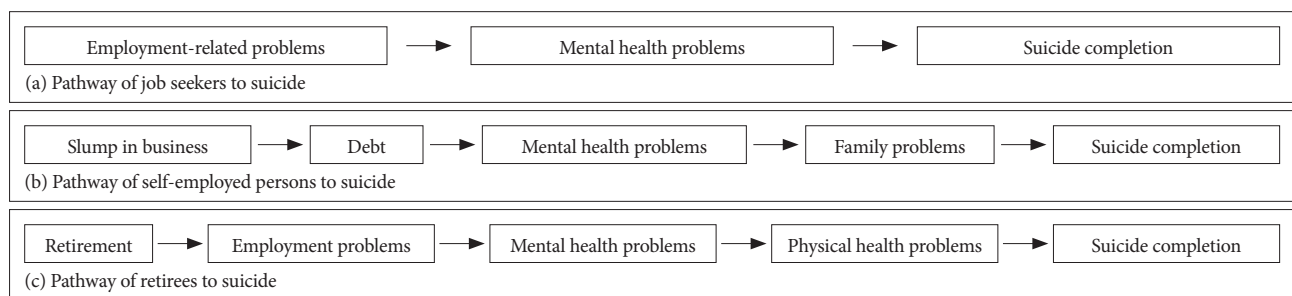 Employment-related problems Mental health problems Suicide completion
(a) Pathway of job seekers to suicide
Slump in business Debt Mental health problems Family problems Suicide completion
(b) Pathway of self-employed persons to suicide
Retirement Employment problems Mental health problems Physical health problems Suicide completion
(c) Pathway of retirees to suicide